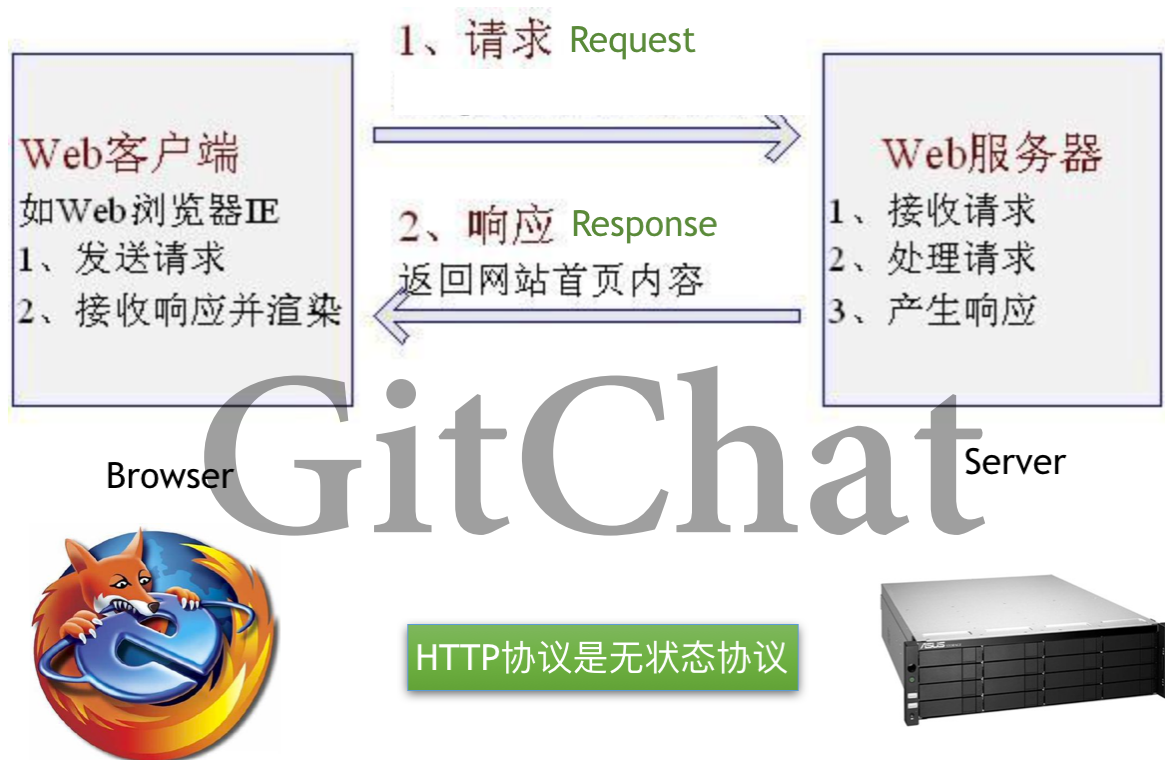 1、请求 Request
Web客户端
如Web浏览器IE
1、发送请求
2、接收响应并渲染
2、响应 Response
返回网站首页内容
Web服务器
1、接收请求
2、处理请求
3、产生响应
GitChat
Browser
Server
HTTP协议是无状态协议
ASUS